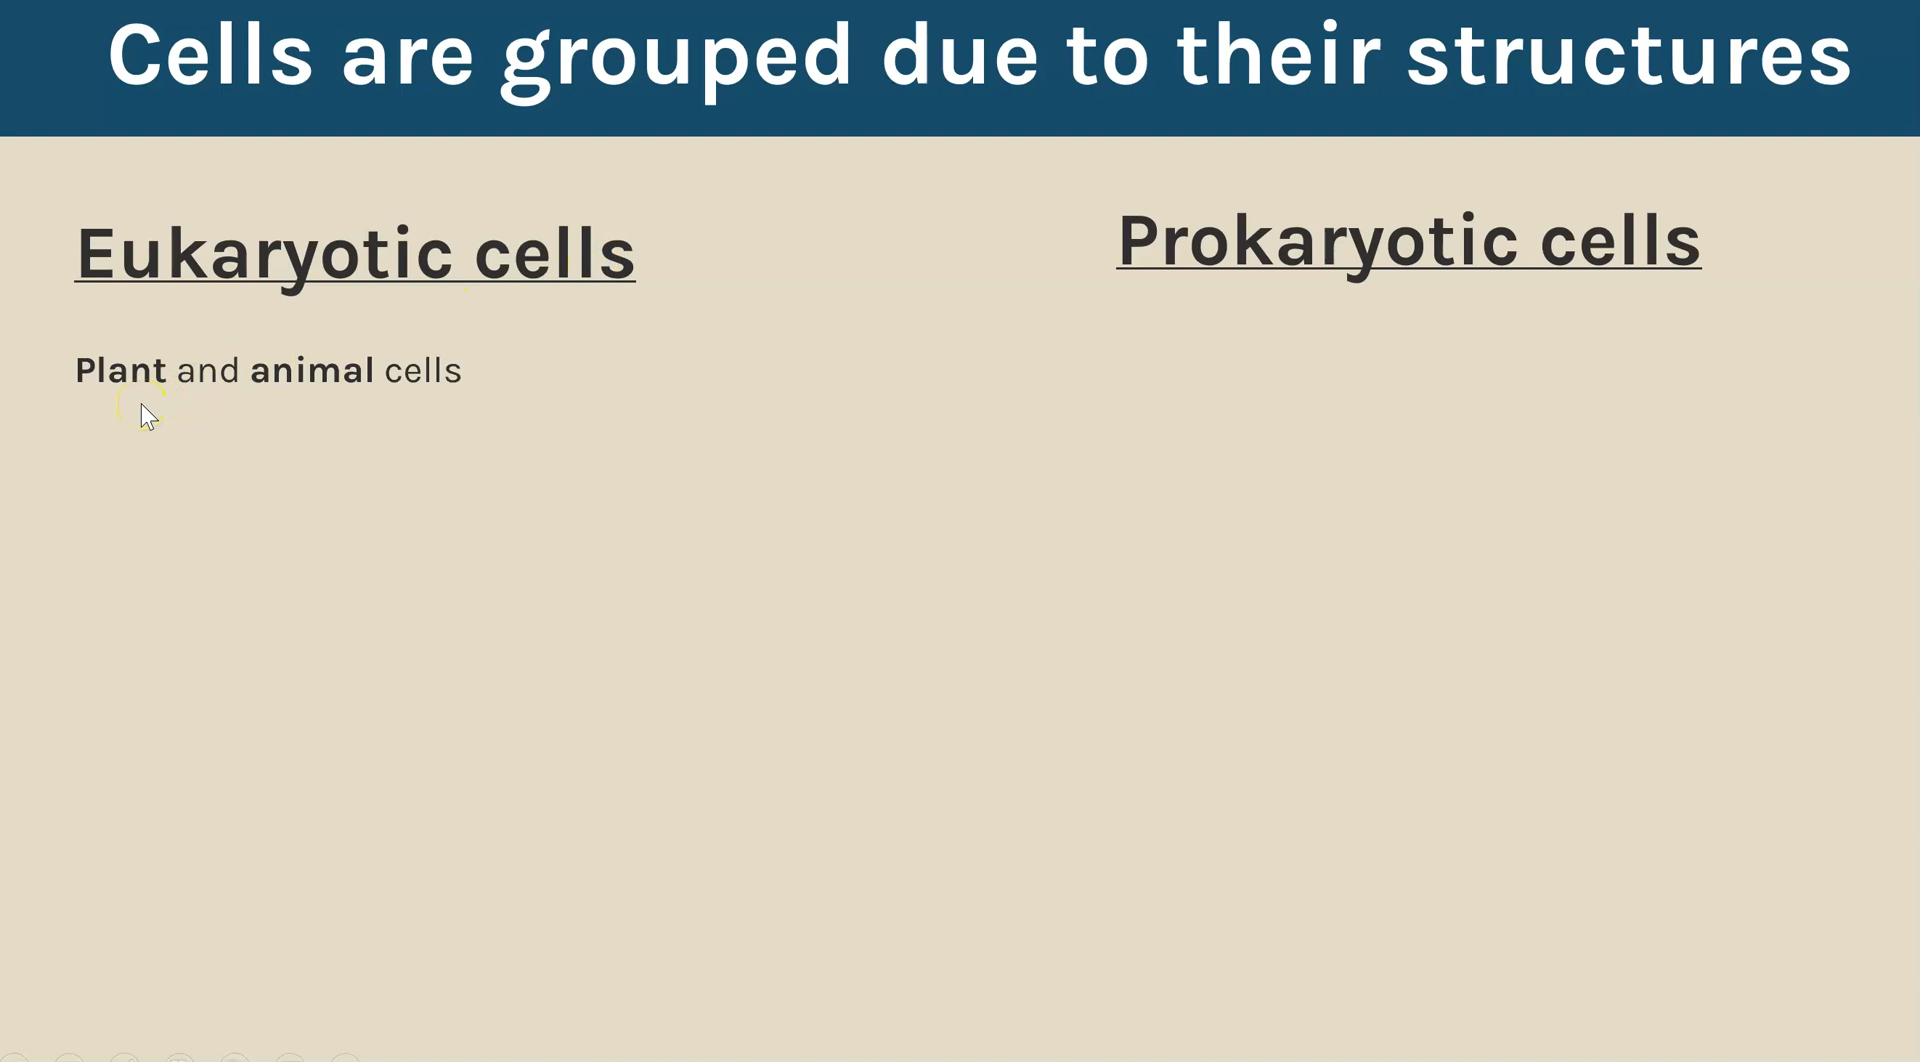 Cells are grouped due to their structures
Eukaryotic cells
Plant and animal cells
Prokaryotic cells